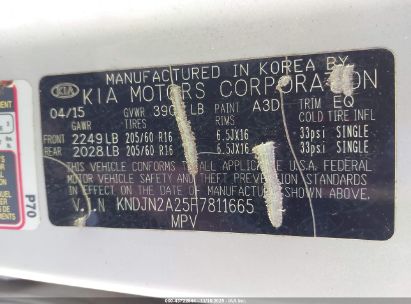 MANUFACTURED IN KOREA BY
KIA KIA MOTORS CORPORATION
04/15 GVWR LB PAINT A3D TRIM EQ
GAWR TIRES RIMS COLD TIRE INFL
FRONT 2249 LB 205/60 R16 6.5JX16 33psi SINGLE
REAR 2028 LB 205/60 R16 6.5JX16 33psi SINGLE
THIS VEHICLE CONFORMS TO ALL APPLICABLE U.S.A. FEDERAL
MOTOR VEHICLE SAFETY AND THEFT PREVENTION STANDARDS
IN EFFECT ON THE DATE OF MANUFACTURE SHOWN ABOVE.
KNDJN2A25F7811665
MPV
P70